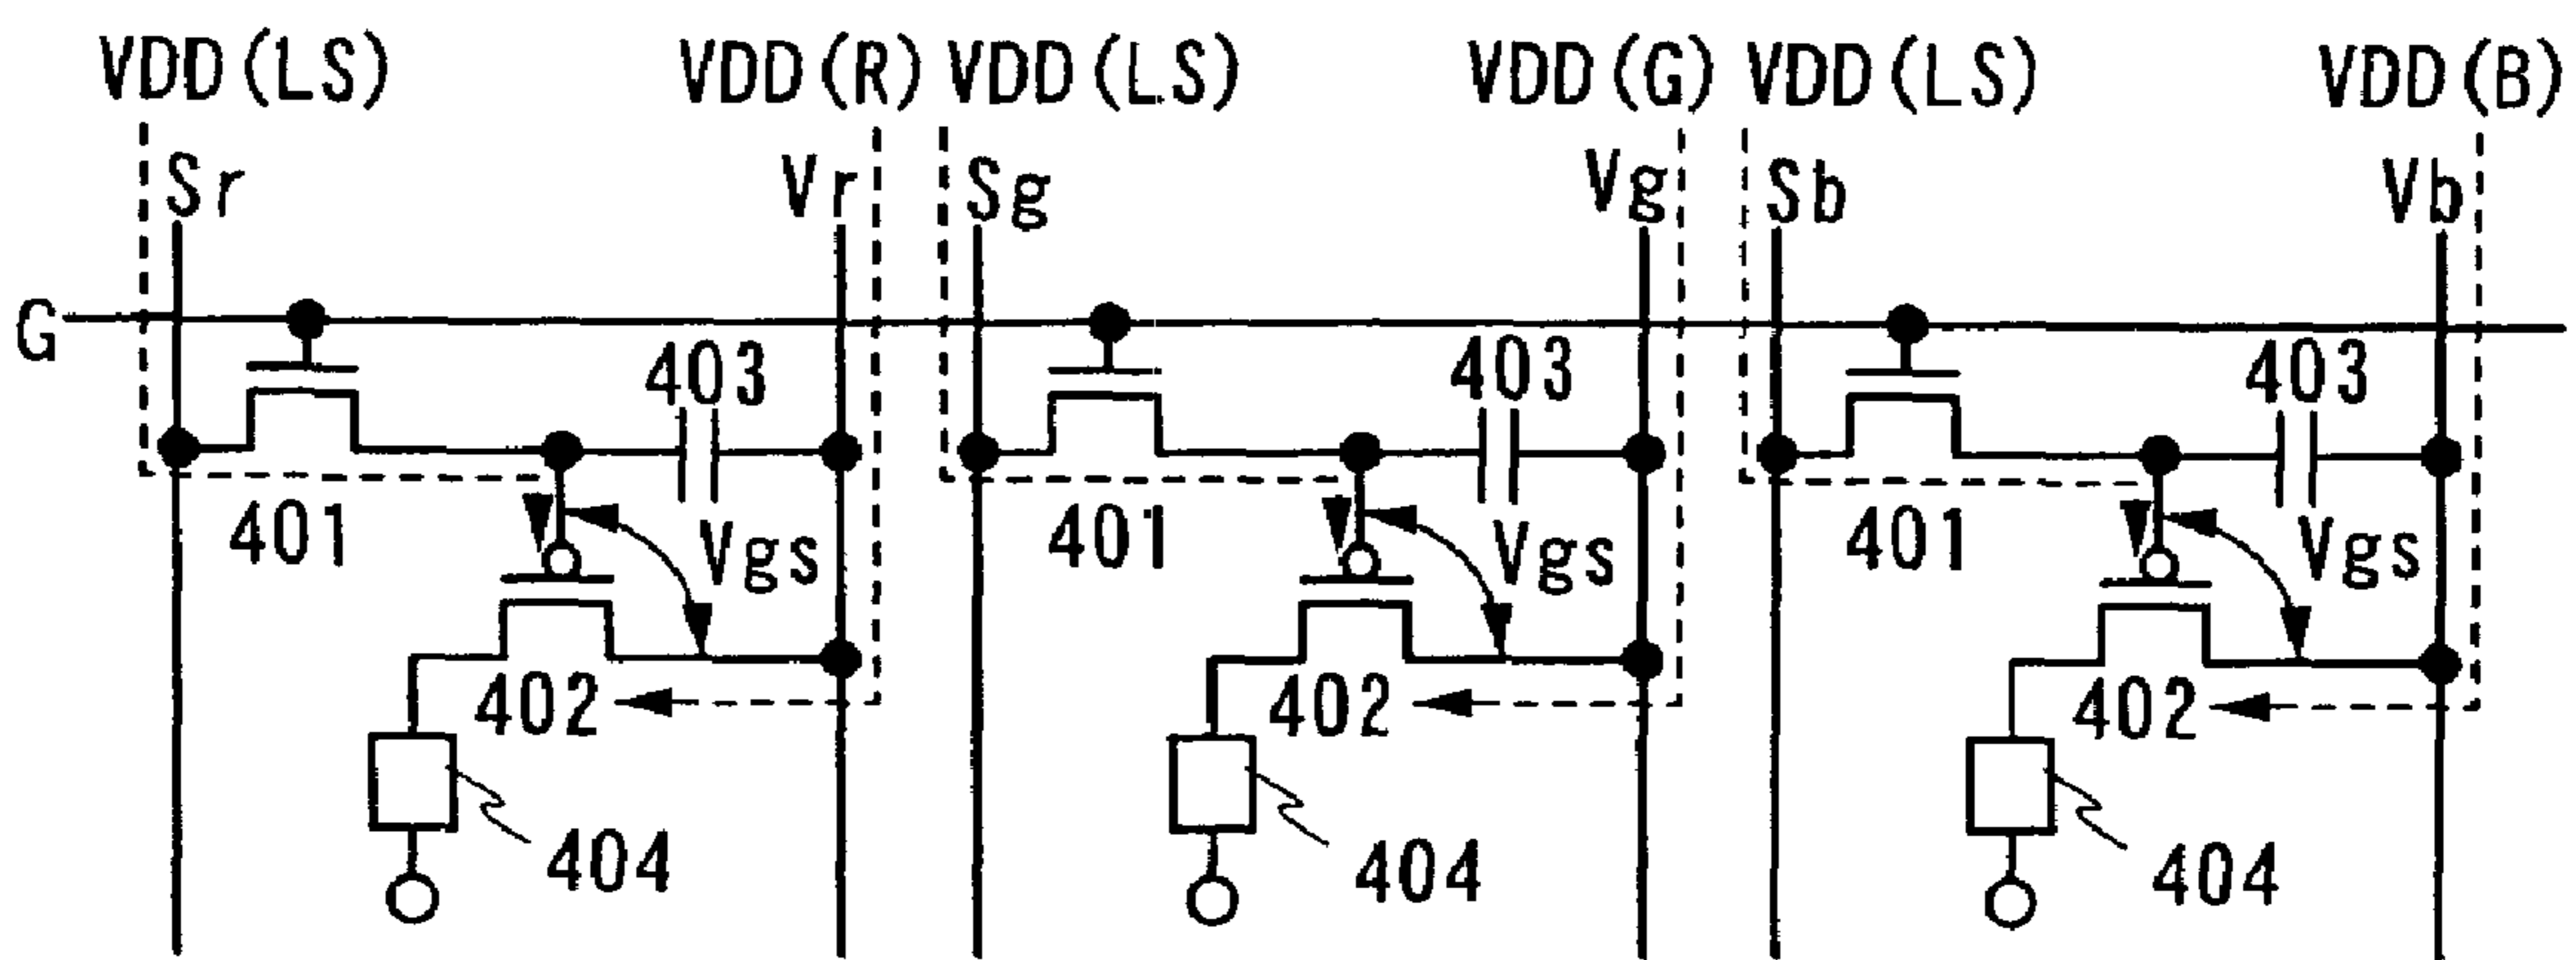 VDD(LS) VDD(R) VDD(LS) VDD(G) VDD(LS) VDD(B)
Sr Vr Sg Vg Sb Vb
G
403 403 403
401 Vgs 401 Vgs 401 Vgs
402 402 402
404 404 404